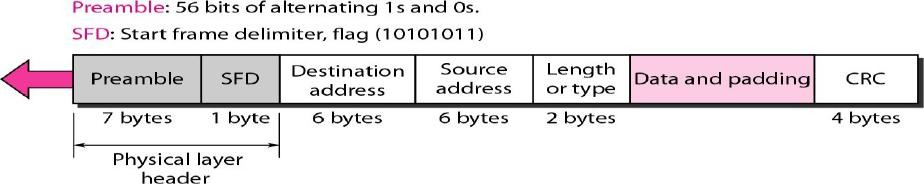 Preamble: 56 bits of alternating 1s and 0s.
SFD: Start frame delimiter, flag (10101011)
Preamble SFD Destination address Source address Length or type Data and padding CRC
7 bytes 1 byte 6 bytes 6 bytes 2 bytes 4 bytes
Physical layer
header